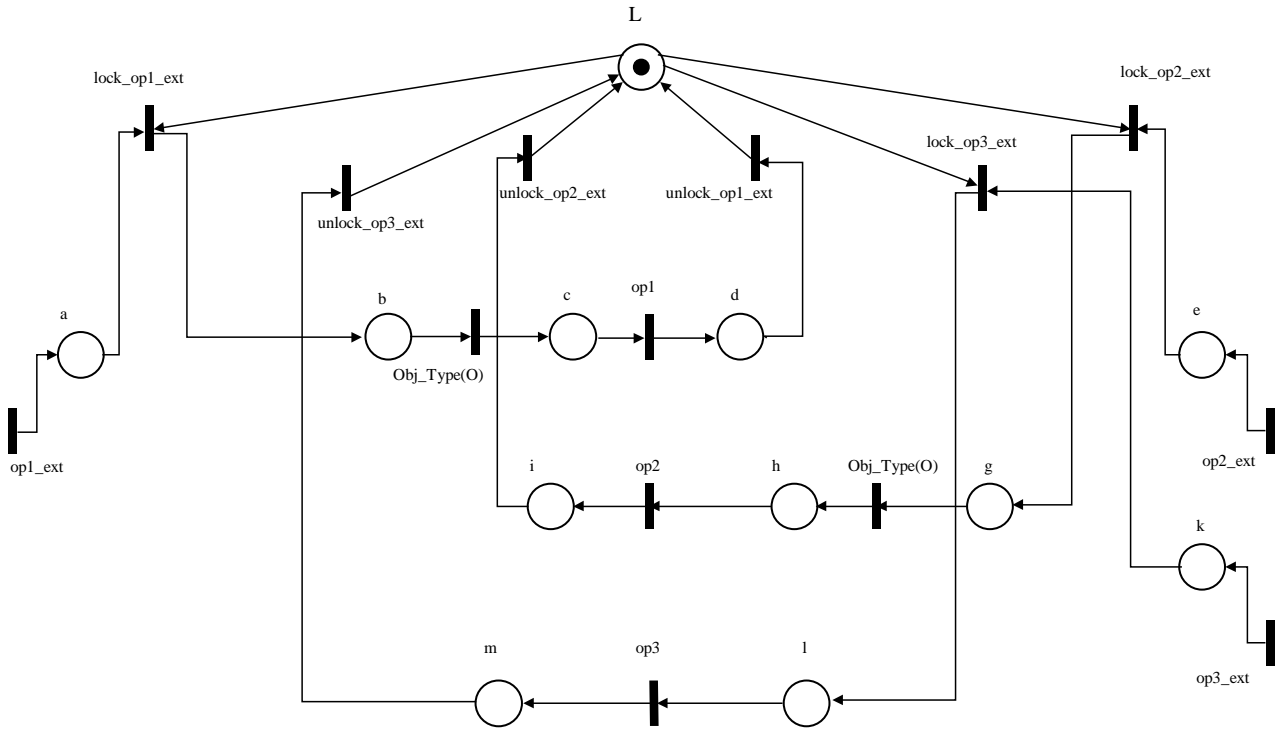 L
lock_op1_ext
lock_op2_ext
lock_op3_ext
unlock_op2_ext
unlock_op1_ext
unlock_op3_ext
op1
b
c
d
a
e
Obj_Type(O)
op1_ext
op2_ext
i
op2
h
Obj_Type(O)
g
k
m
op3
l
op3_ext